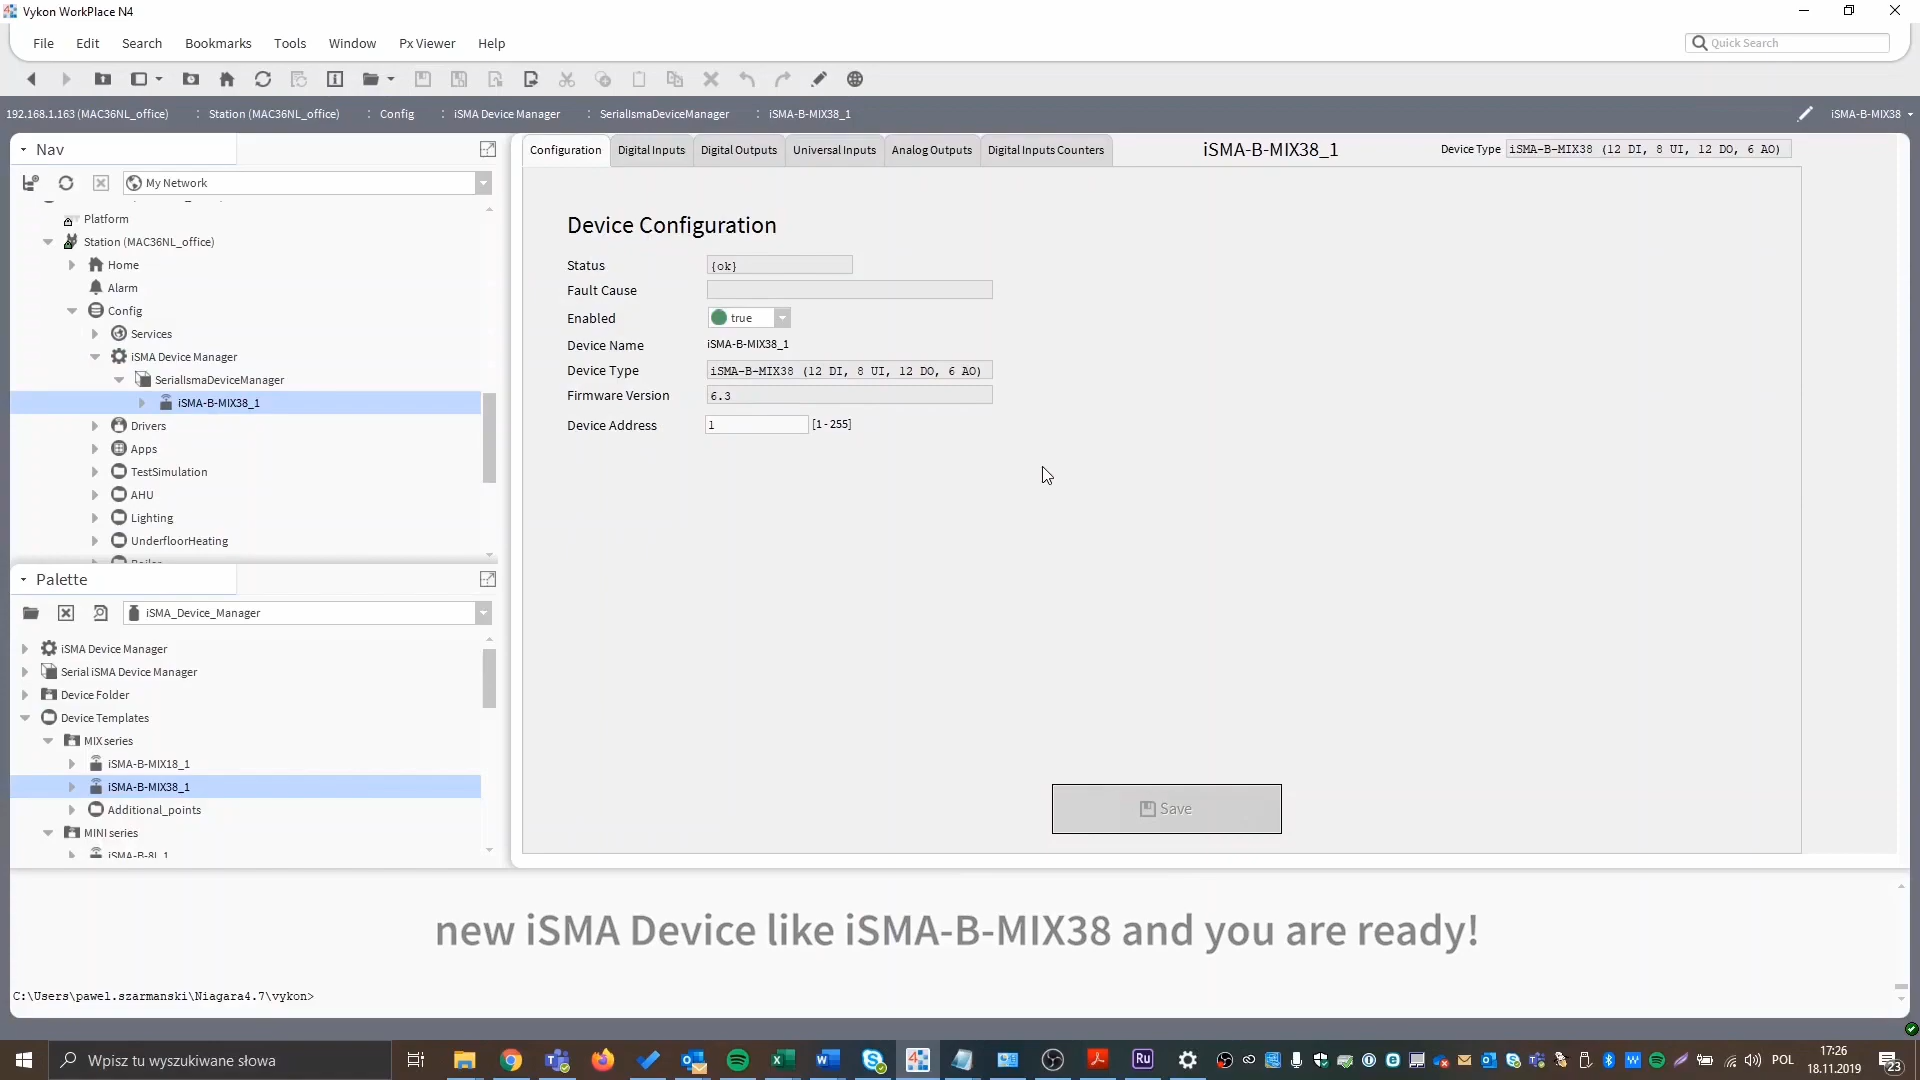 Vykon WorkPlace N4
File Edit Search Bookmarks Tools Window Px Viewer Help
Quick Search
192.168.1.163 (MAC36NL_office) : Station (MAC36NL_office) : Config : iSMA Device Manager : SerialIsmaDeviceManager : iSMA-B-MIX38_1
iSMA-B-MIX38
Nav
My Network
Platform
Station (MAC36NL_office)
Home
Alarm
Config
Services
iSMA Device Manager
SerialIsmaDeviceManager
iSMA-B-MIX38_1
Drivers
Apps
TestSimulation
AHU
Lighting
UnderfloorHeating
Palette
iSMA_Device_Manager
iSMA Device Manager
Serial iSMA Device Manager
Device Folder
Device Templates
MIX series
iSMA-B-MIX18_1
iSMA-B-MIX38_1
Additional_points
MINI series
iSMA-B-8I_1
Configuration Digital Inputs Digital Outputs Universal Inputs Analog Outputs Digital Inputs Counters
iSMA-B-MIX38_1
Device Type iSMA-B-MIX38 (12 DI, 8 UI, 12 DO, 6 AO)
Device Configuration
Status {ok}
Fault Cause
Enabled true
Device Name iSMA-B-MIX38_1
Device Type iSMA-B-MIX38 (12 DI, 8 UI, 12 DO, 6 AO)
Firmware Version 6.3
Device Address 1 [1 - 255]
Save
new iSMA Device like iSMA-B-MIX38 and you are ready!
C:\Users\pawel.szarmanski\Niagara4.7\vykon>
Wpisz tu wyszukiwane słowa
Ru
POL
17:26
18.11.2019
23